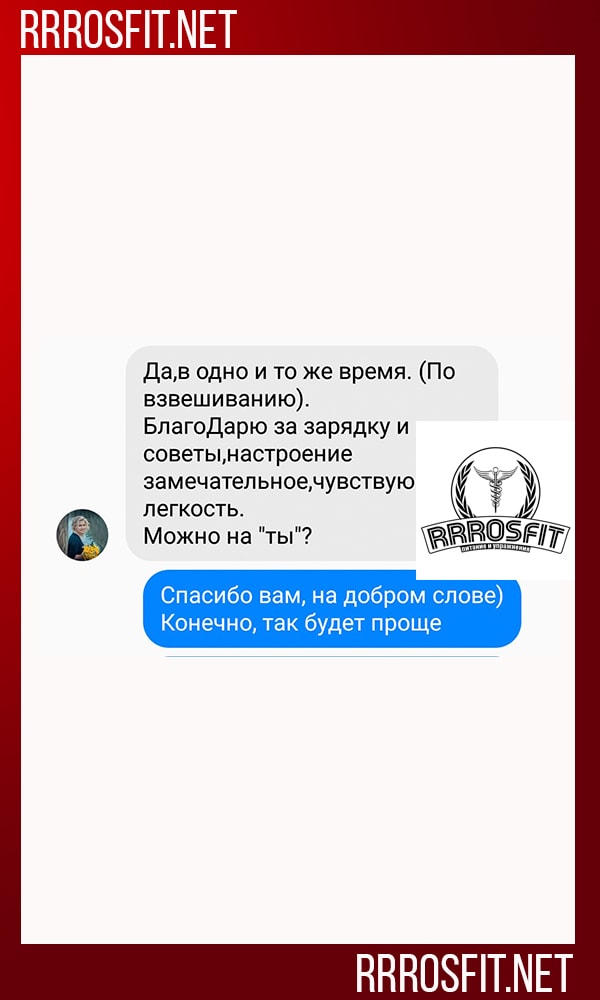 RRROSFIT.NET
Да,в одно и то же время. (По
взвешиванию).
БлагоДарю за зарядку и
советы,настроение
замечательное,чувствую
легкость.
Можно на "ты"?
RRROSFIT
питание и упражнения
Спасибо вам, на добром слове)
Конечно, так будет проще
RRROSFIT.NET